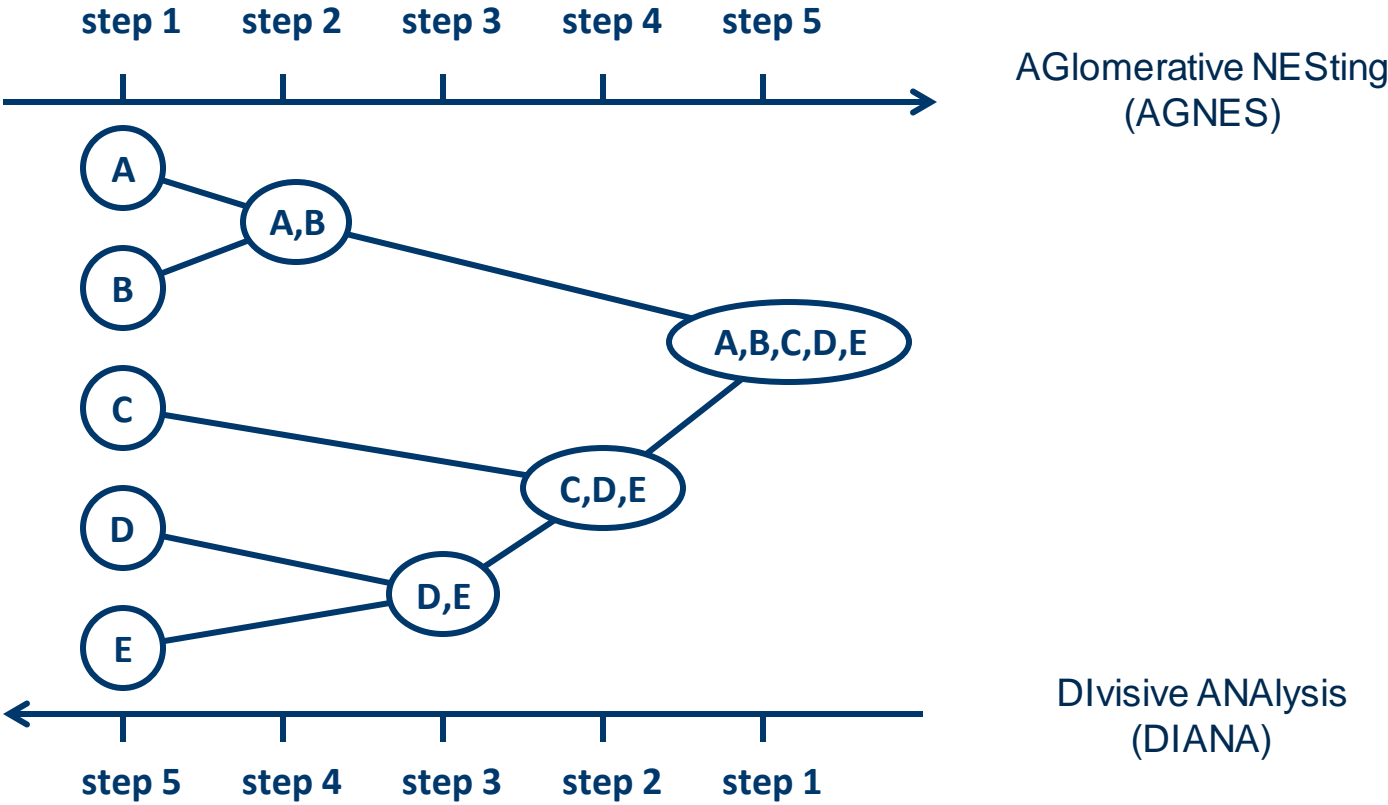 step 1 step 2 step 3 step 4 step 5
AGlomerative NESting
(AGNES)
A
A,B
B
A,B,C,D,E
C
C,D,E
D
D,E
E
DIvisive ANAlysis
(DIANA)
step 5 step 4 step 3 step 2 step 1